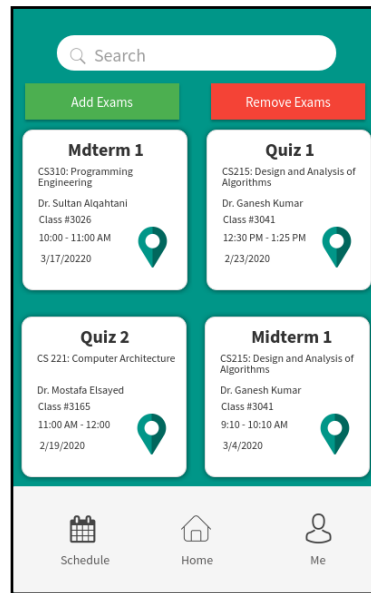 Search
Add Exams
Remove Exams
Mdterm 1
CS310: Programming
Engineering
Dr. Sultan Alqahtani
Class #3026
10:00 - 11:00 AM
3/17/20220
Quiz 1
CS215: Design and Analysis of
Algorithms
Dr. Ganesh Kumar
Class #3041
12:30 PM - 1:25 PM
2/23/2020
Quiz 2
CS 221: Computer Architecture
Dr. Mostafa Elsayed
Class #3165
11:00 AM - 12:00
2/19/2020
Midterm 1
CS215: Design and Analysis of
Algorithms
Dr. Ganesh Kumar
Class #3041
9:10 - 10:10 AM
3/4/2020
Schedule
Home
Me